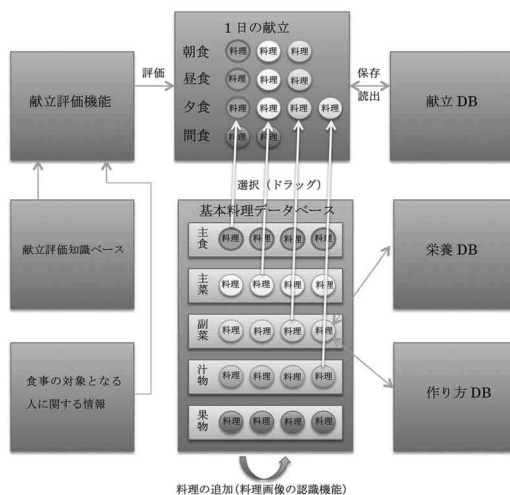 1日の献立
朝食 料理 料理 料理
昼食 料理 料理 料理
夕食 料理 料理 料理 料理
間食 料理 料理
評価
献立評価機能
保存
読出
献立 DB
選択（ドラッグ）
基本料理データベース
主食 料理 料理 料理 料理
主菜 料理 料理 料理 料理
副菜 料理 料理 料理 料理
汁物 料理 料理 料理 料理
果物 料理 料理 料理 料理
献立評価知識ベース
食事の対象となる
人に関する情報
栄養 DB
作り方 DB
料理の追加(料理画像の認識機能)